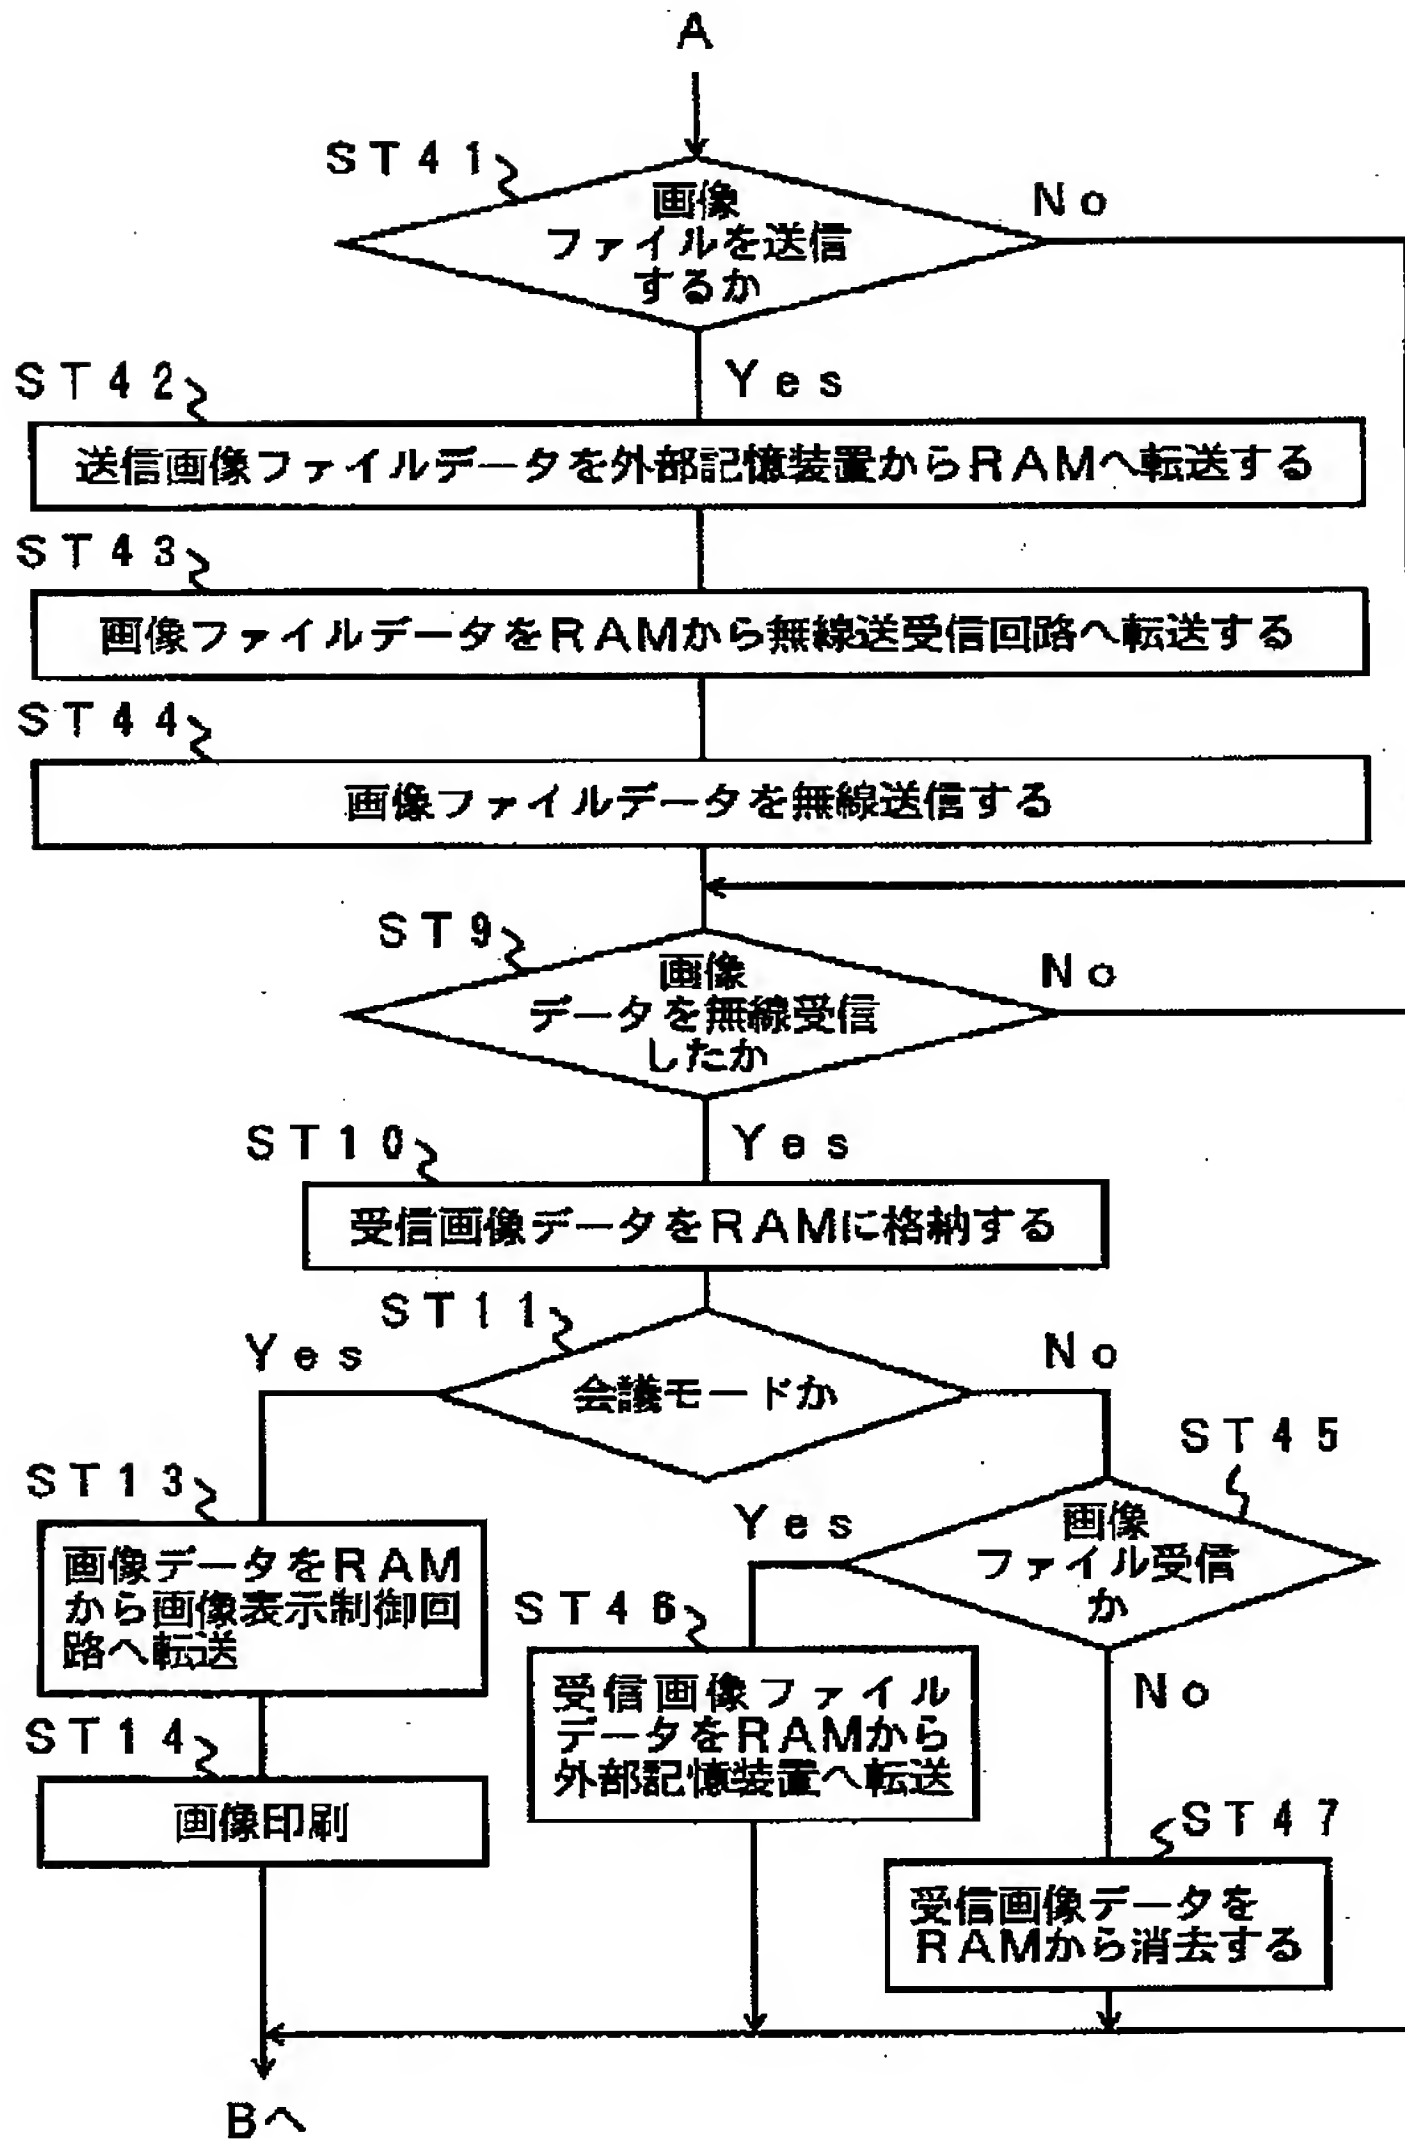 A
ST41
画像
ファイルを送信
するか
No
Yes
ST42
送信画像ファイルデータを外部記憶装置からRAMへ転送する
ST43
画像ファイルデータをRAMから無線送受信回路へ転送する
ST44
画像ファイルデータを無線送信する
ST9
画像
データを無線受信
したか
No
Yes
ST10
受信画像データをRAMに格納する
ST11
会議モードか
Yes
No
ST13
画像データをRAM
から画像表示制御回
路へ転送
ST14
画像印刷
ST45
画像
ファイル受信
か
Yes
No
ST46
受信画像ファイル
データをRAMから
外部記憶装置へ転送
ST47
受信画像データを
RAMから消去する
Bへ